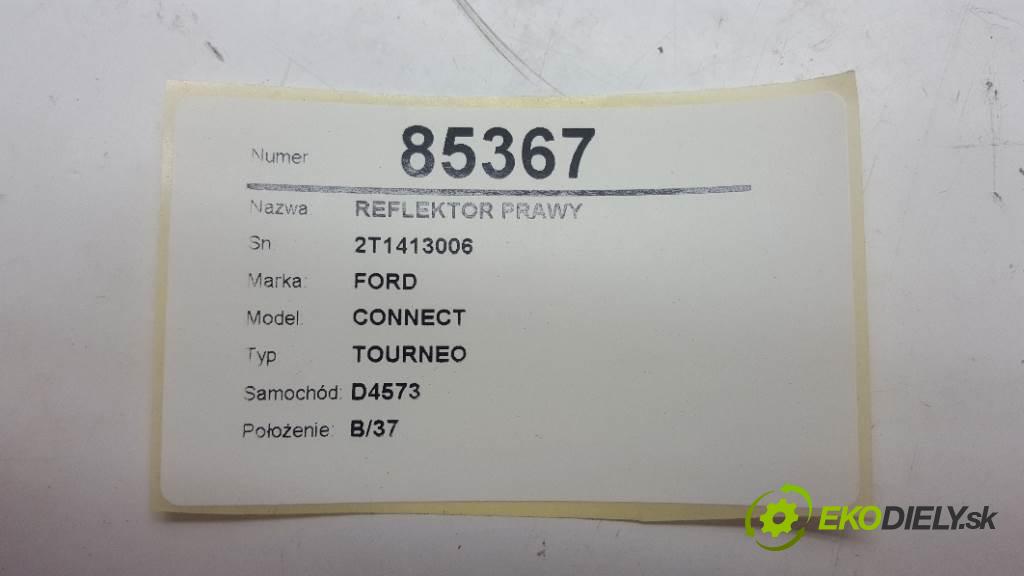 Numer 85367
Nazwa: REFLEKTOR PRAWY
Sn 2T1413006
Marka: FORD
Model: CONNECT
Typ TOURNEO
Samochód: D4573
Położenie: B/37
EKODIELY.sk